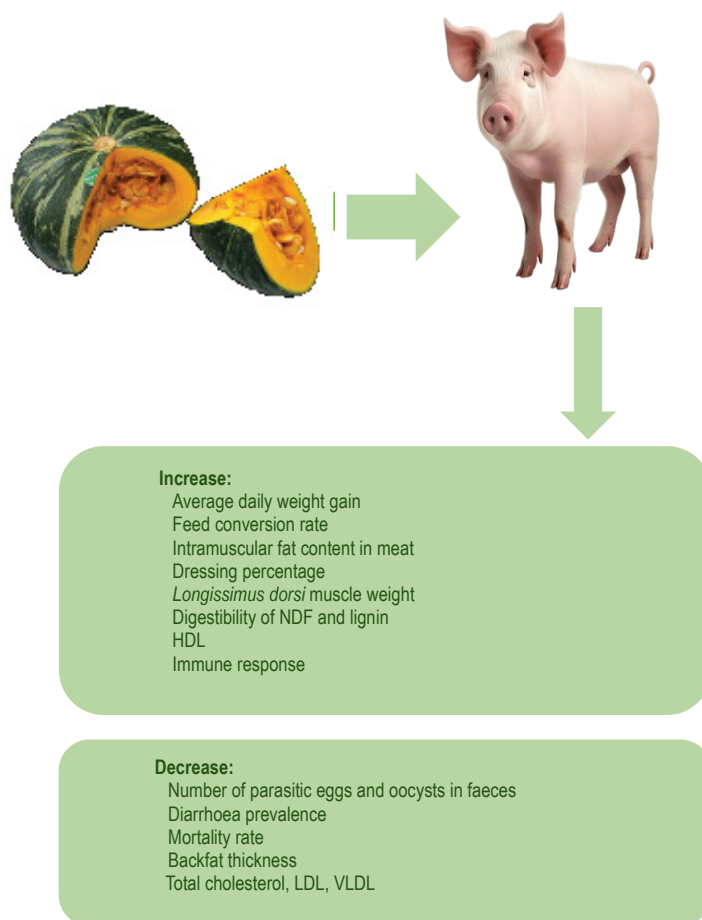 Increase:
Average daily weight gain
Feed conversion rate
Intramuscular fat content in meat
Dressing percentage
Longissimus dorsi muscle weight
Digestibility of NDF and lignin
HDL
Immune response
Decrease:
Number of parasitic eggs and oocysts in faeces
Diarrhoea prevalence
Mortality rate
Backfat thickness
Total cholesterol, LDL, VLDL